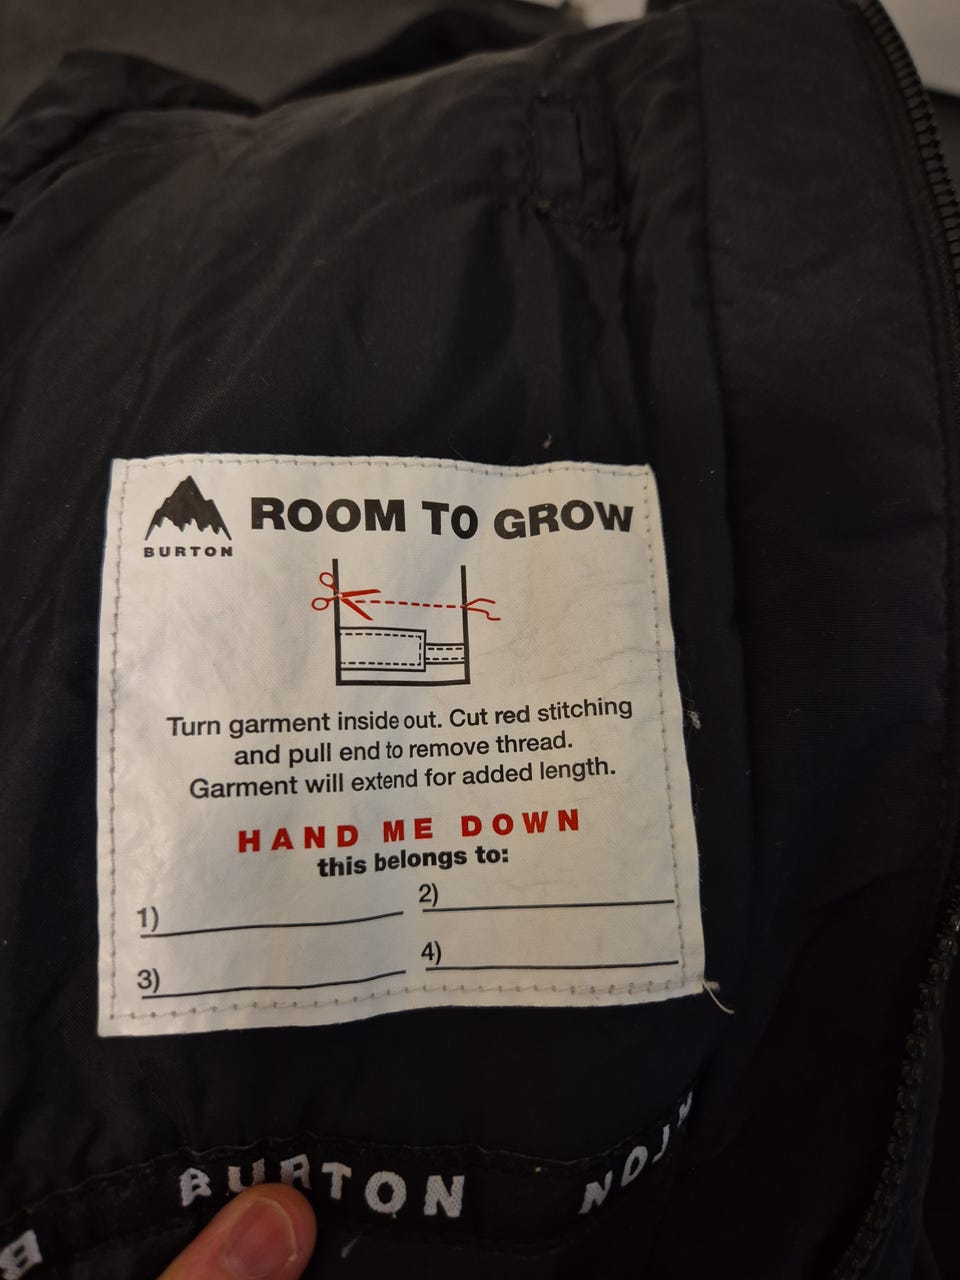 BURTON
ROOM TO GROW
Turn garment inside out. Cut red stitching
and pull end to remove thread.
Garment will extend for added length.
HAND ME DOWN
this belongs to:
1)
2)
3)
4)
BURTON